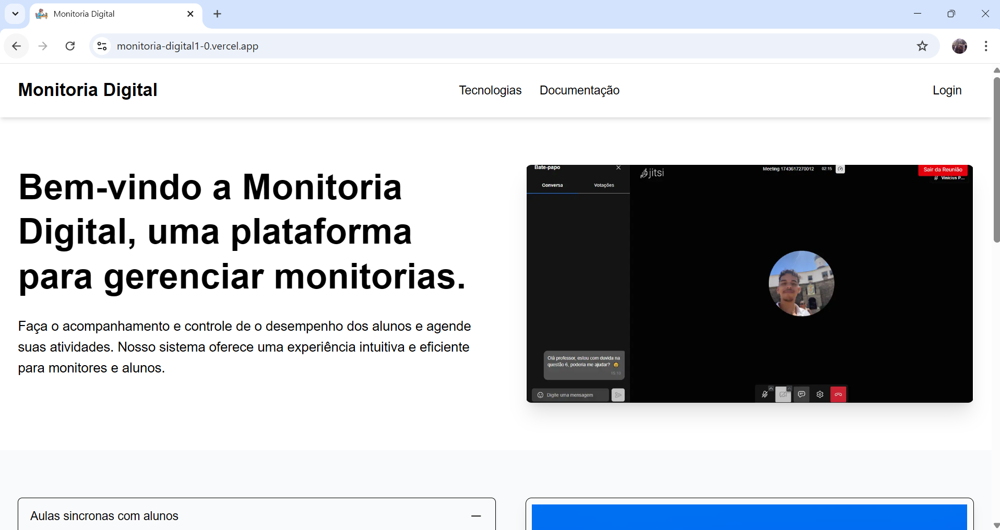 Monitoria Digital
monitoria-digital1-0.vercel.app
Monitoria Digital
Tecnologias
Documentação
Login
Bem-vindo a Monitoria
Digital, uma plataforma
para gerenciar monitorias.
Faça o acompanhamento e controle de o desempenho dos alunos e agende
suas atividades. Nosso sistema oferece uma experiência intuitiva e eficiente
para monitores e alunos.
Bate-papo
Conversa
Votações
Olá professor, estou com duvida na
questão 6, poderia me ajudar? 😃
15:10
Digite uma mensagem
jitsi
Meeting 1743617270012
02:15
Sair da Reunião
Vinicius P...
Aulas sincronas com alunos